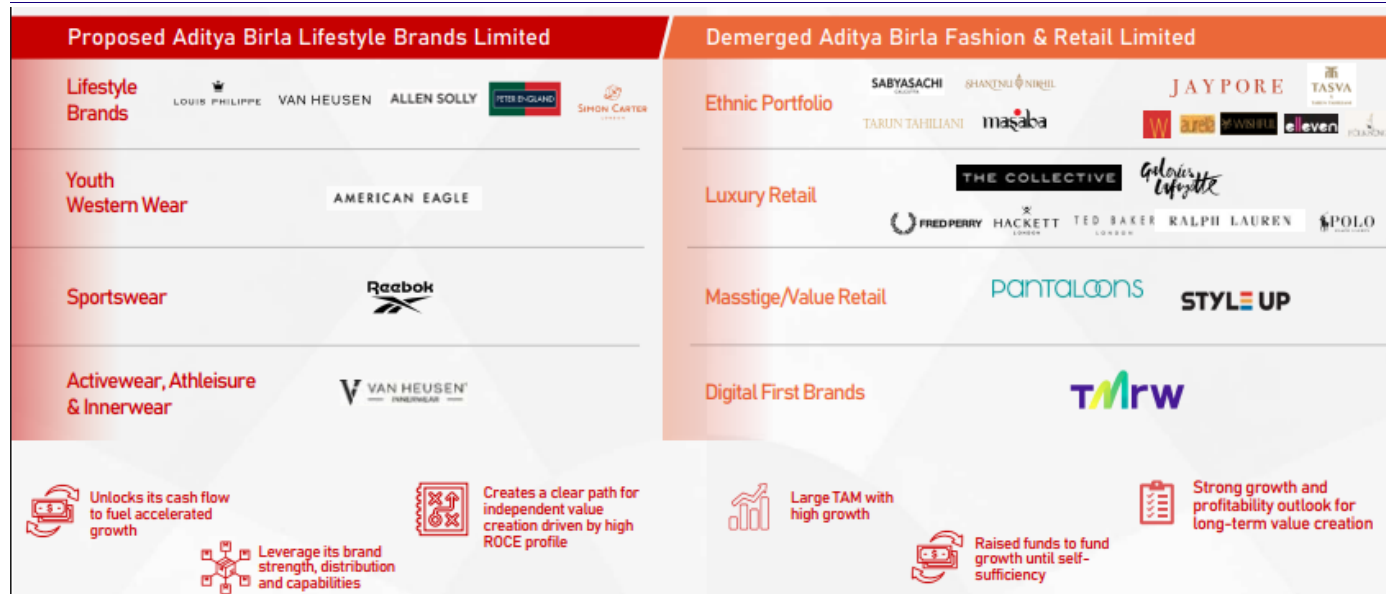 Proposed Aditya Birla Lifestyle Brands Limited
Lifestyle
Brands
LOUIS PHILIPPE
VAN HEUSEN
ALLEN SOLLY
PETER ENGLAND
SIMON CARTER
LONDON
Youth
Western Wear
AMERICAN EAGLE
Sportswear
Reebok
Activewear, Athleisure
& Innerwear
V VAN HEUSEN
INNERWEAR
Unlocks its cash flow
to fuel accelerated
growth
Leverage its brand
strength, distribution
and capabilities
Creates a clear path for
independent value
creation driven by high
ROCE profile
Demerged Aditya Birla Fashion & Retail Limited
Ethnic Portfolio
SABYASACHI
CALCUTTA
SHANTNU NIKHIL
JAYPORE
TASVA
TARUN TAHILIANI
TARUN TAHILIANI
masaba
W
aurelia
WISHFUL
elleven
Luxury Retail
THE COLLECTIVE
Galeries
Lafayette
FRED PERRY
HACKETT
LONDON
TED BAKER
LONDON
RALPH LAUREN
POLO
Masstige/Value Retail
PANTALOONS
STYLE UP
Digital First Brands
TMRW
Large TAM with
high growth
Raised funds to fund
growth until self-
sufficiency
Strong growth and
profitability outlook for
long-term value creation